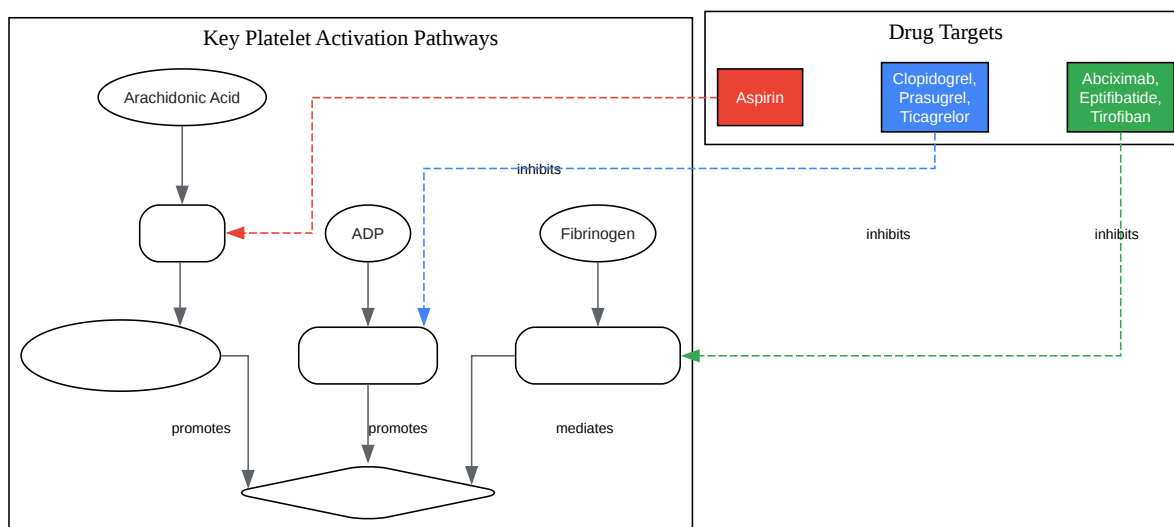 Key Platelet Activation Pathways
Drug Targets
Arachidonic Acid
Aspirin
Clopidogrel,
Prasugrel,
Ticagrelor
Abciximab,
Eptifibatide,
Tirofiban
inhibits
ADP
Fibrinogen
inhibits
inhibits
promotes
promotes
mediates